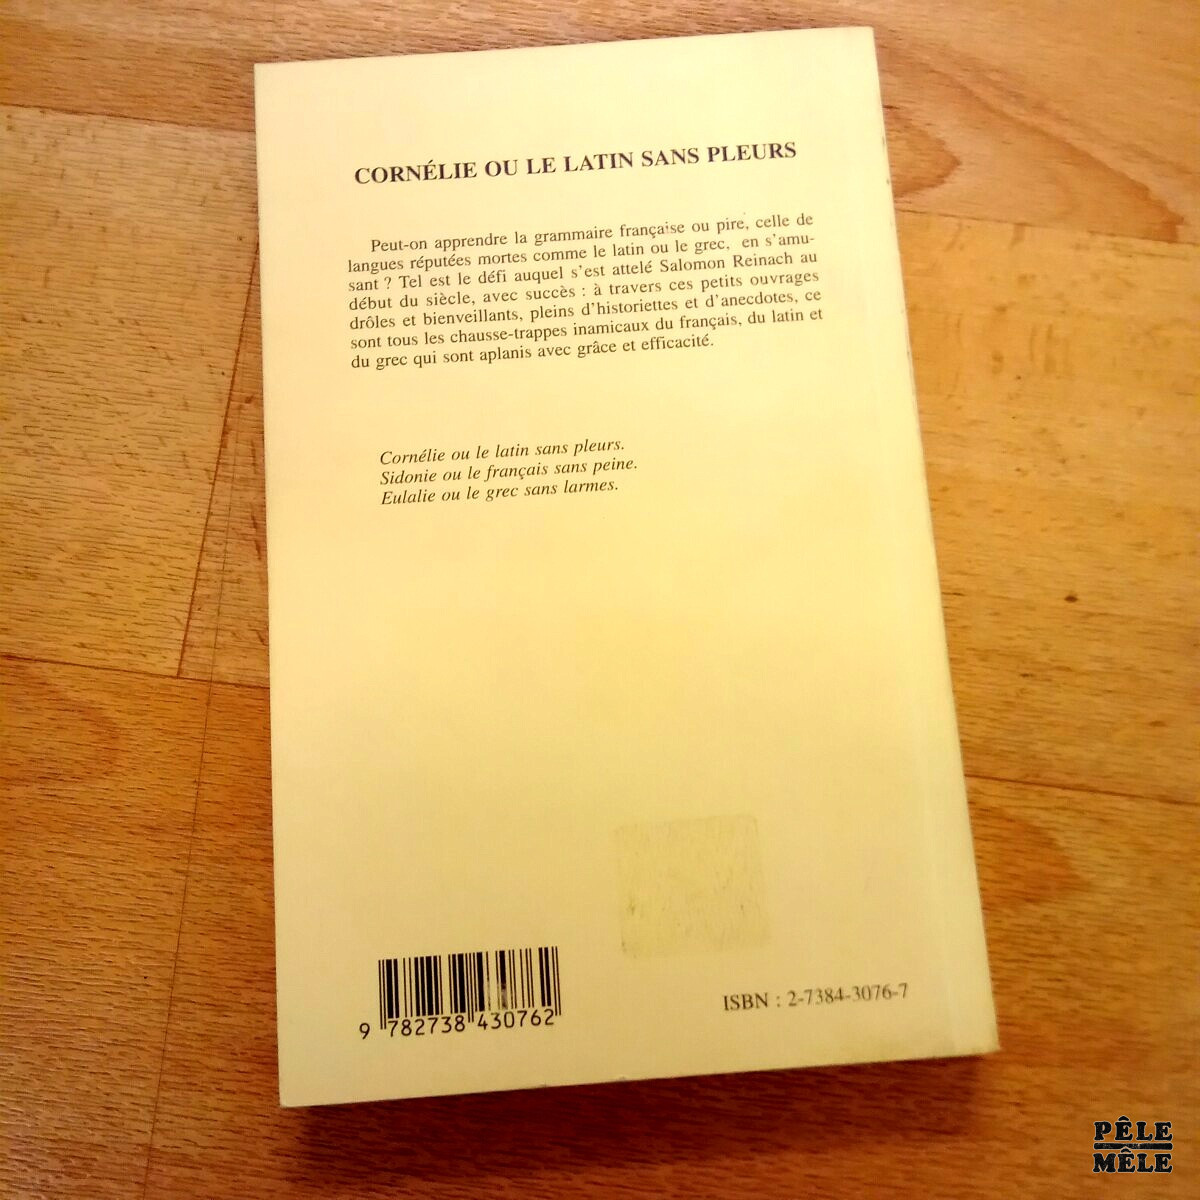 CORNÉLIE OU LE LATIN SANS PLEURS
Peut-on apprendre la grammaire française ou pire, celle de
langues réputées mortes comme le latin ou le grec, en s'amu-
sant ? Tel est le défi auquel s'est attelé Salomon Reinach au
début du siècle, avec succès : à travers ces petits ouvrages
drôles et bienveillants, pleins d'historiettes et d'anecdotes, ce
sont tous les chausse-trappes inamicaux du français, du latin et
du grec qui sont aplanis avec grâce et efficacité.
Cornélie ou le latin sans pleurs.
Sidonie ou le français sans peine.
Eulalie ou le grec sans larmes.
9 782738 430762
ISBN : 2-7384-3076-7
PÊLE
MÊLE